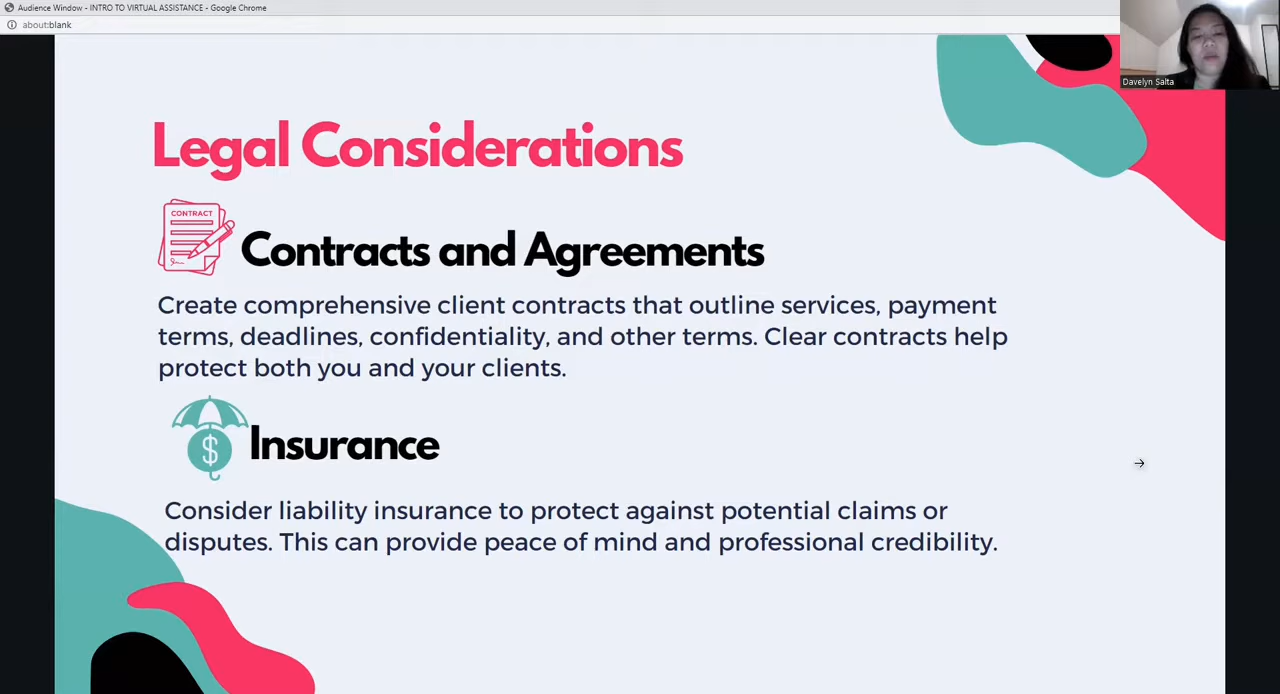 Audience Window - INTRO TO VIRTUAL ASSISTANCE - Google Chrome
about:blank
Davelyn Salta
Legal Considerations
CONTRACT
Contracts and Agreements
Create comprehensive client contracts that outline services, payment
terms, deadlines, confidentiality, and other terms. Clear contracts help
protect both you and your clients.
$
Insurance
Consider liability insurance to protect against potential claims or
disputes. This can provide peace of mind and professional credibility.